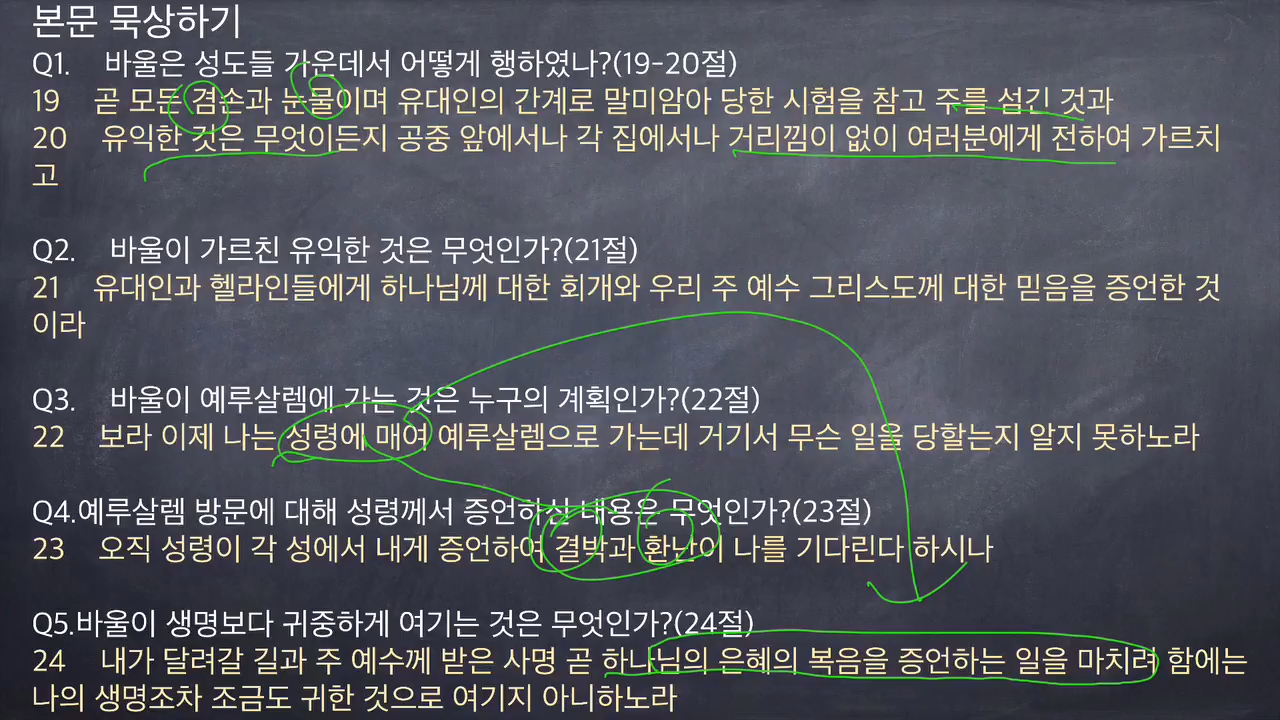 본문 묵상하기
Q1. 바울은 성도들 가운데서 어떻게 행하였나?(19-20절)
19 곧 모든 겸손과 눈물이며 유대인의 간계로 말미암아 당한 시험을 참고 주를 섬긴 것과
20 유익한 것은 무엇이든지 공중 앞에서나 각 집에서나 거리낌이 없이 여러분에게 전하여 가르치
고
Q2. 바울이 가르친 유익한 것은 무엇인가?(21절)
21 유대인과 헬라인들에게 하나님께 대한 회개와 우리 주 예수 그리스도께 대한 믿음을 증언한 것
이라
Q3. 바울이 예루살렘에 가는 것은 누구의 계획인가?(22절)
22 보라 이제 나는 성령에 매여 예루살렘으로 가는데 거기서 무슨 일을 당할는지 알지 못하노라
Q4.예루살렘 방문에 대해 성령께서 증언하신 내용은 무엇인가?(23절)
23 오직 성령이 각 성에서 내게 증언하여 결박과 환난이 나를 기다린다 하시나
Q5.바울이 생명보다 귀중하게 여기는 것은 무엇인가?(24절)
24 내가 달려갈 길과 주 예수께 받은 사명 곧 하나님의 은혜의 복음을 증언하는 일을 마치려 함에는
나의 생명조차 조금도 귀한 것으로 여기지 아니하노라